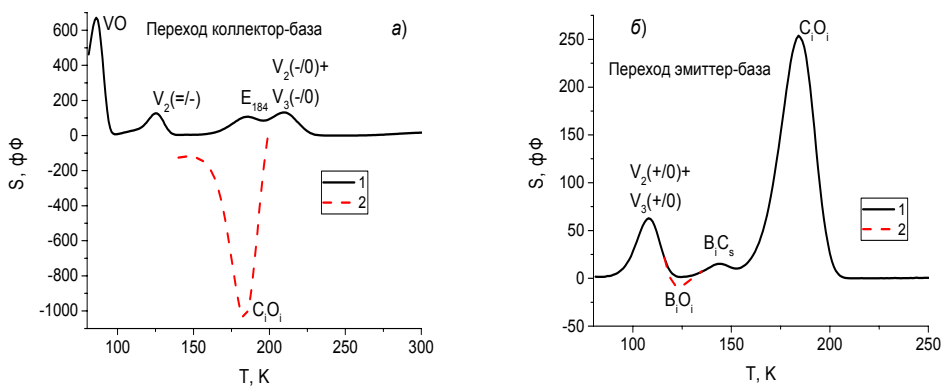 VO
Переход коллектор-база
а)
V2(=/-)
E184
V2(-/0)+
V3(-/0)
CiOi
1
2
S, фФ
600
400
200
0
-200
-400
-600
-800
-1000
100
150
200
250
300
T, K
б)
CiOi
Переход эмиттер-база
V2(+/0)+
V3(+/0)
BiCs
BiOi
1
2
S, фФ
250
200
150
100
50
0
-50
100
150
200
250
T, K